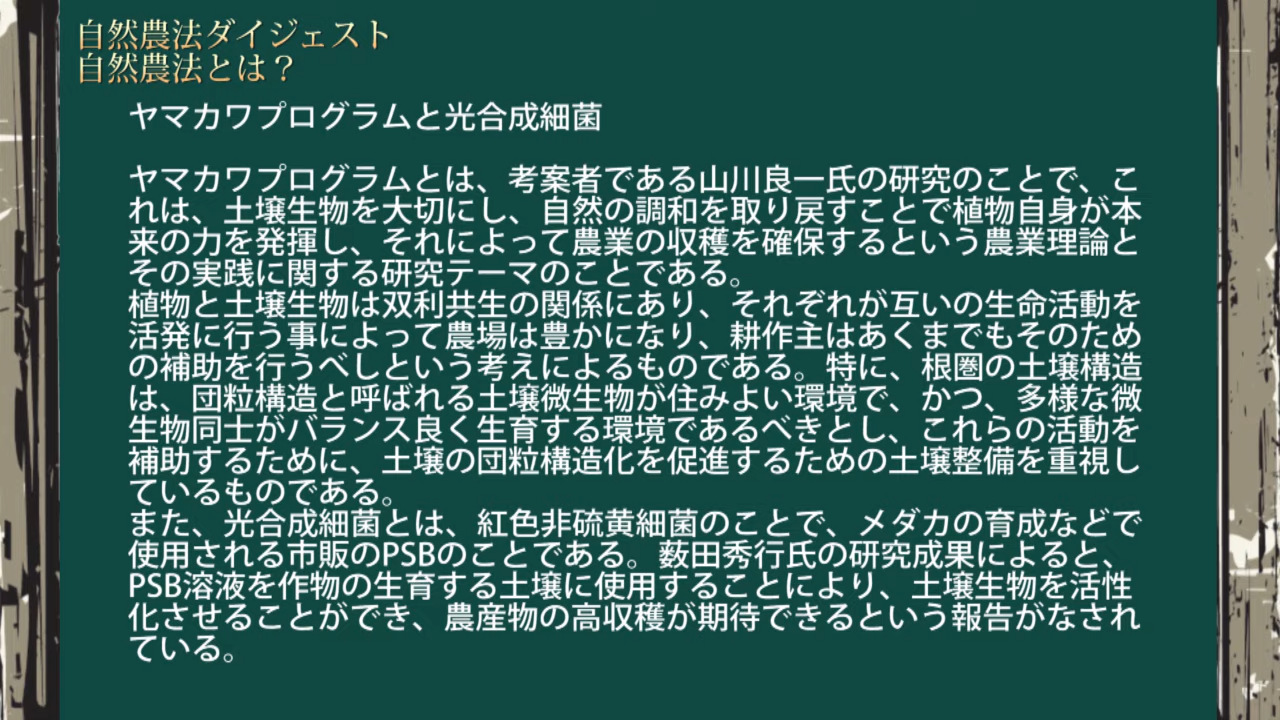 自然農法ダイジェスト
自然農法とは？
ヤマカワプログラムと光合成細菌
ヤマカワプログラムとは、考案者である山川良一氏の研究のことで、こ
れは、土壌生物を大切にし、自然の調和を取り戻すことで植物自身が本
来の力を発揮し、それによって農業の収穫を確保するという農業理論と
その実践に関する研究テーマのことである。
植物と土壌生物は双利共生の関係にあり、それぞれが互いの生命活動を
活発に行う事によって農場は豊かになり、耕作主はあくまでもそのため
の補助を行うべしという考えによるものである。特に、根圏の土壌構造
は、団粒構造と呼ばれる土壌微生物が住みよい環境で、かつ、多様な微
生物同士がバランス良く生育する環境であるべきとし、これらの活動を
補助するために、土壌の団粒構造化を促進するための土壌整備を重視し
ているものである。
また、光合成細菌とは、紅色非硫黄細菌のことで、メダカの育成などで
使用される市販のPSBのことである。薮田秀行氏の研究成果によると、
PSB溶液を作物の生育する土壌に使用することにより、土壌生物を活性
化させることができ、農産物の高収穫が期待できるという報告がなされ
ている。